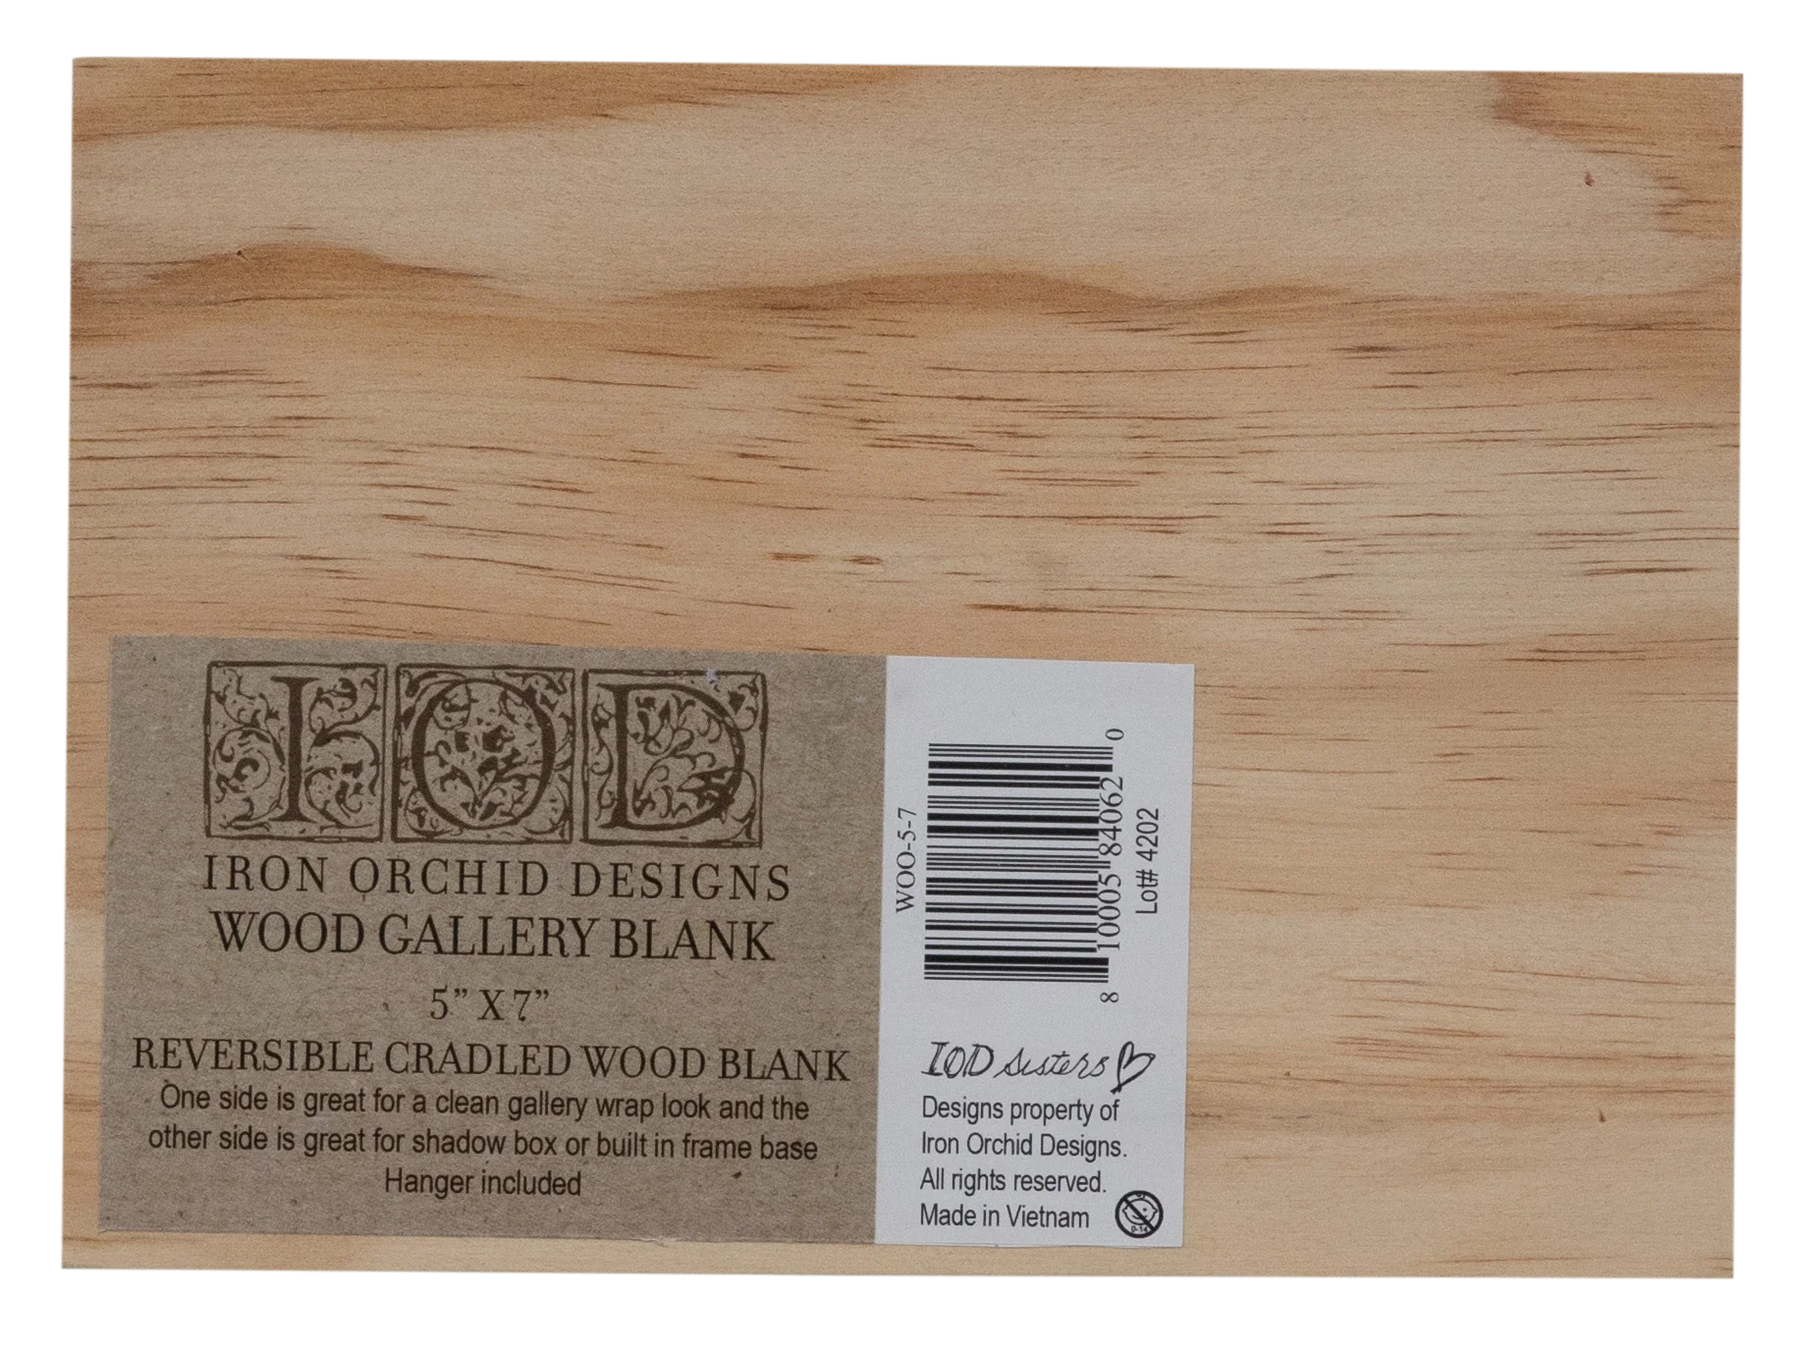 IOD
IRON ORCHID DESIGNS
WOOD GALLERY BLANK
5” X 7”
REVERSIBLE CRADLED WOOD BLANK
One side is great for a clean gallery wrap look and the
other side is great for shadow box or built in frame base
Hanger included
WOO-5-7
8 10005 84062 0
Lot# 4202
IOD Sisters
Designs property of
Iron Orchid Designs.
All rights reserved.
Made in Vietnam